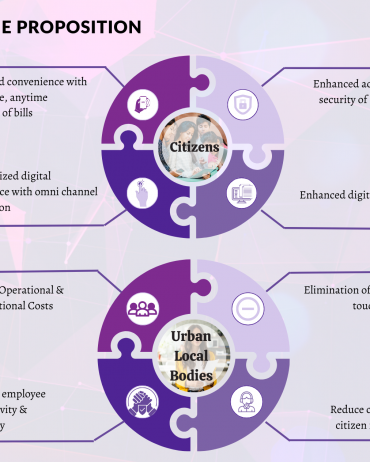 E PROPOSITION
d convenience with
e, anytime
of bills
Enhanced ac
security of
Citizens
ized digital
ce with omni channel
on
Enhanced digit
Operational &
tional Costs
Elimination of
touc
Urban
Local
Bodies
employee
vity &
y
Reduce c
citizen